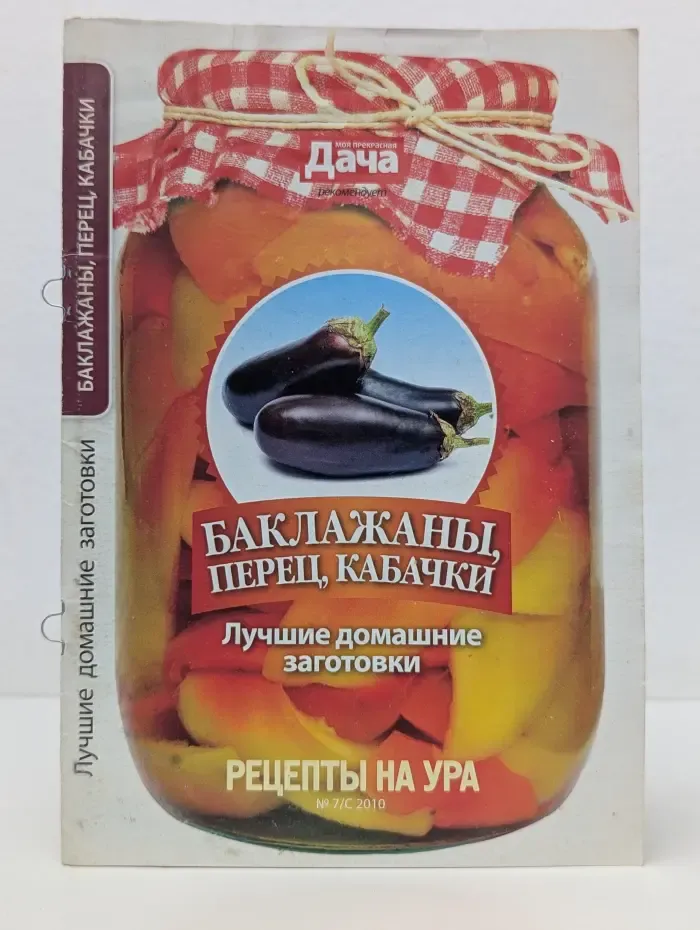 БАКЛАЖАНЫ, ПЕРЕЦ, КАБАЧКИ
Лучшие домашние заготовки
моя прекрасная
Дача
рекомендует
БАКЛАЖАНЫ,
ПЕРЕЦ, КАБАЧКИ
Лучшие домашние
заготовки
РЕЦЕПТЫ НА УРА
№ 7/С 2010